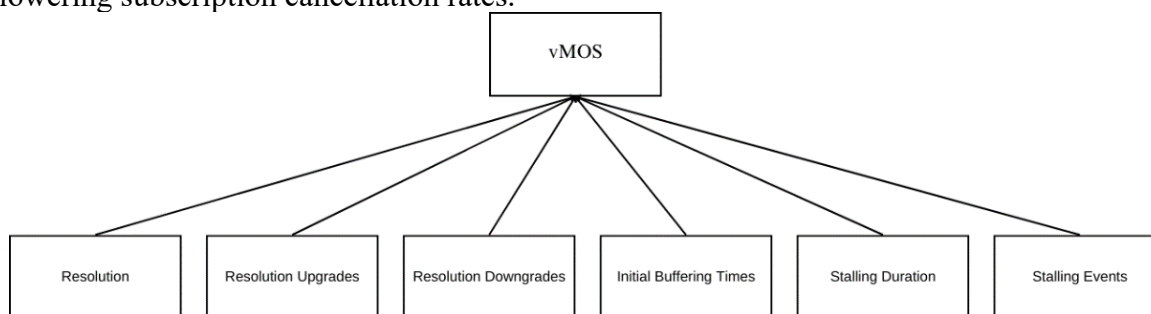 lowering subscription cancellation rates.
vMOS
Resolution
Resolution Upgrades
Resolution Downgrades
Initial Buffering Times
Stalling Duration
Stalling Events